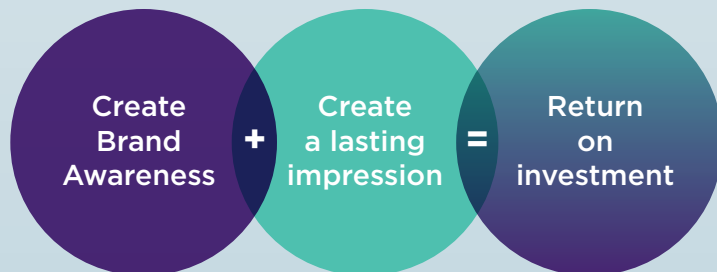 Create
Brand
Awareness
+
Create
a lasting
impression
=
Return
on
investment